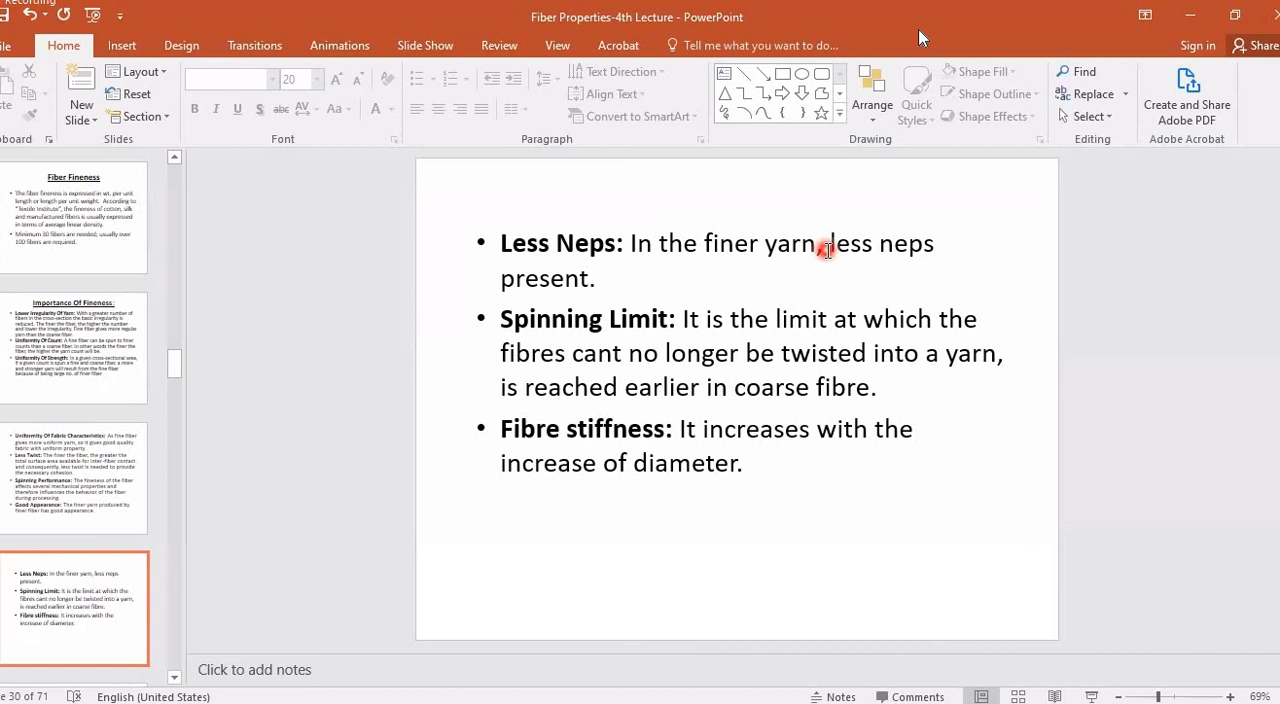 Recording
Fiber Properties-4th Lecture - PowerPoint
Home Insert Design Transitions Animations Slide Show Review View Acrobat Tell me what you want to do... Sign in Share
Layout
Reset
Section
New
Slide
Slides
20
Font
Text Direction
Align Text
Convert to SmartArt
Paragraph
Arrange
Quick
Styles
Shape Fill
Shape Outline
Shape Effects
Drawing
Find
Replace
Select
Editing
Create and Share
Adobe PDF
Adobe Acrobat
Fiber Fineness
The fiber fineness is expressed in wt. per unit
length or length per unit weight. According to
"Textile Institute", the fineness of cotton, silk
and manufactured fibers is usually expressed
in terms of average linear density.
Minimum 30 fibers are needed; usually over
100 fibers are required.
Importance Of Fineness:
Lower Irregularity Of Yarn: With a greater number of
fibers in the cross-section the basic irregularity is
reduced. The finer the fiber, the higher the number
and lower the irregularity. Fine fiber gives more regular
yarn than the coarse fiber.
Uniformity Of Count: A fine fiber can be spun to finer
counts than a coarse fiber. In other words the finer the
fiber, the higher the yarn count will be.
Uniformity Of Strength: In a given cross-sectional area,
if a given count is spun a fine and coarse fiber, a more
and stronger yarn will result from the fine fiber
because of being large no. of finer fiber
Uniformity Of Fabric Characteristics: As fine fiber
gives more uniform yarn, so it gives good quality
fabric with uniform property.
Less Twist: The finer the fiber, the greater the
total surface area available for inter-fiber contact
and consequently, less twist is needed to provide
the necessary cohesion.
Spinning Performance: The fineness of the fiber
affects several mechanical properties and
therefore influences the behavior of the fiber
during processing.
Good Appearance: The finer yarn produced by
finer fiber has good appearance.
Less Neps: In the finer yarn, less neps
present.
Spinning Limit: It is the limit at which the
fibres cant no longer be twisted into a yarn,
is reached earlier in coarse fibre.
Fibre stiffness: It increases with the
increase of diameter.
Less Neps: In the finer yarn, less neps
present.
Spinning Limit: It is the limit at which the
fibres cant no longer be twisted into a yarn,
is reached earlier in coarse fibre.
Fibre stiffness: It increases with the
increase of diameter.
Click to add notes
30 of 71 English (United States) Notes Comments 69%